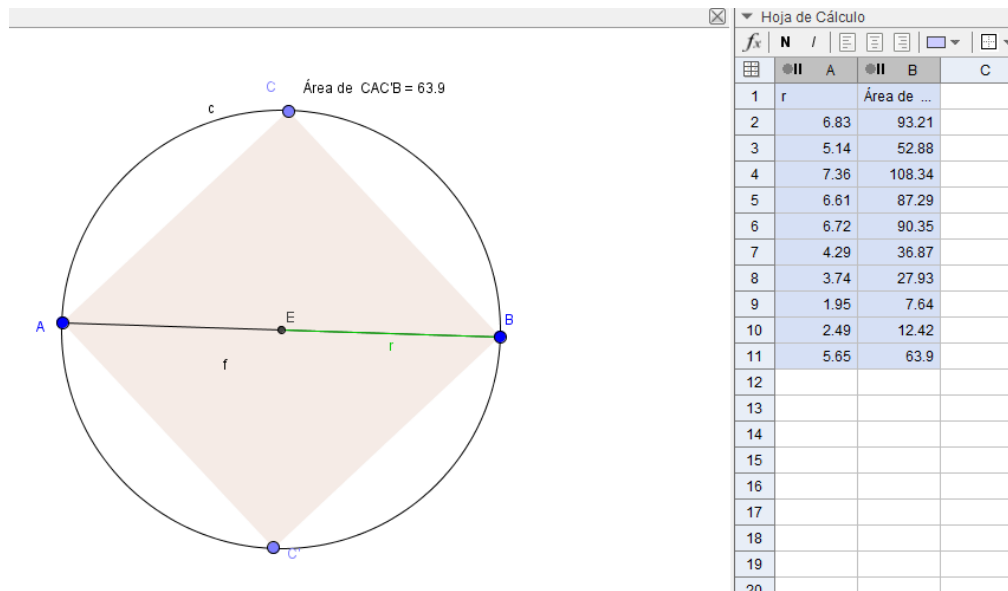 Hoja de Cálculo
fx N I
A B C
1 r Área de ...
2 6.83 93.21
3 5.14 52.88
4 7.36 108.34
5 6.61 87.29
6 6.72 90.35
7 4.29 36.87
8 3.74 27.93
9 1.95 7.64
10 2.49 12.42
11 5.65 63.9
12
13
14
15
16
17
18
19
20
C Área de CAC'B = 63.9
c
A E B
r
f
C'